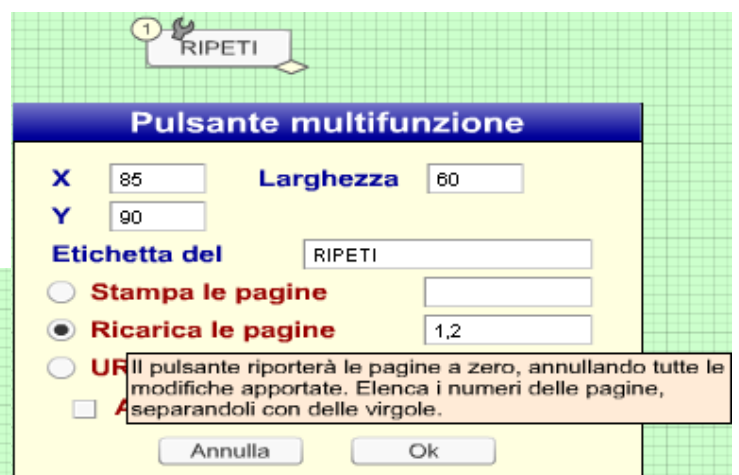 1
RIPETI
Pulsante multifunzione
X 85 Larghezza 60
Y 90
Etichetta del RIPETI
Stampa le pagine
Ricarica le pagine 1,2
UR
Il pulsante riporterà le pagine a zero, annullando tutte le
modifiche apportate. Elenca i numeri delle pagine,
separandoli con delle virgole.
Annulla Ok